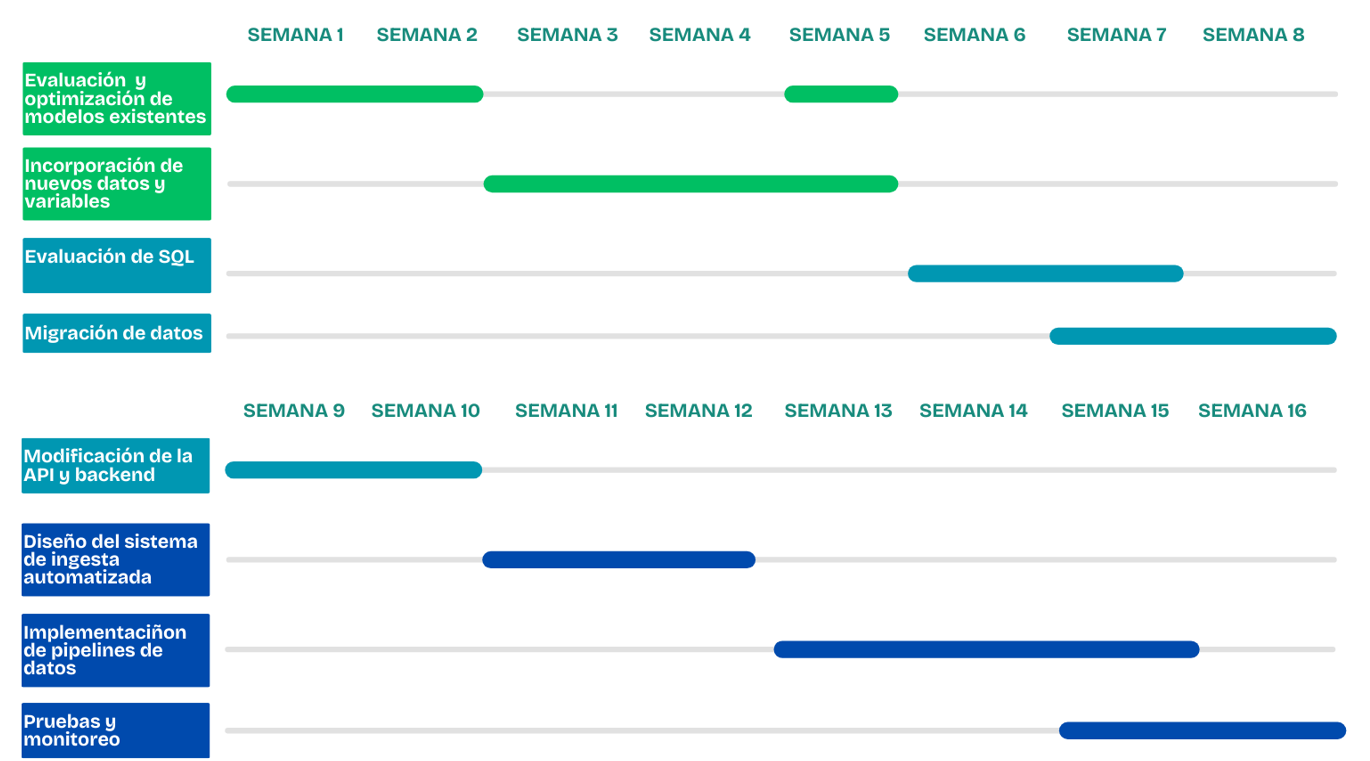 SEMANA 1 SEMANA 2 SEMANA 3 SEMANA 4 SEMANA 5 SEMANA 6 SEMANA 7 SEMANA 8
Evaluación y
optimización de
modelos existentes
Incorporación de
nuevos datos y
variables
Evaluación de SQL
Migración de datos
SEMANA 9 SEMANA 10 SEMANA 11 SEMANA 12 SEMANA 13 SEMANA 14 SEMANA 15 SEMANA 16
Modificación de la
API y backend
Diseño del sistema
de ingesta
automatizada
Implementaciñon
de pipelines de
datos
Pruebas y
monitoreo